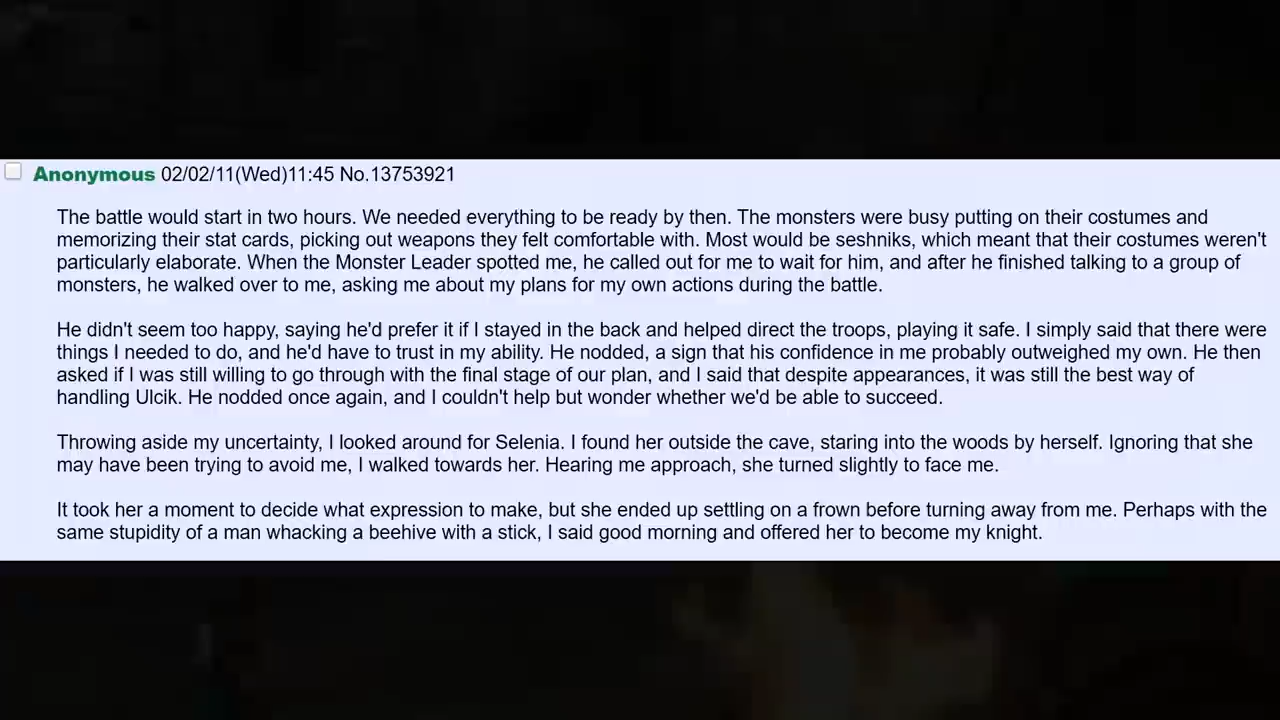 Anonymous 02/02/11(Wed)11:45 No.13753921
The battle would start in two hours. We needed everything to be ready by then. The monsters were busy putting on their costumes and
memorizing their stat cards, picking out weapons they felt comfortable with. Most would be seshniks, which meant that their costumes weren't
particularly elaborate. When the Monster Leader spotted me, he called out for me to wait for him, and after he finished talking to a group of
monsters, he walked over to me, asking me about my plans for my own actions during the battle.
He didn't seem too happy, saying he'd prefer it if I stayed in the back and helped direct the troops, playing it safe. I simply said that there were
things I needed to do, and he'd have to trust in my ability. He nodded, a sign that his confidence in me probably outweighed my own. He then
asked if I was still willing to go through with the final stage of our plan, and I said that despite appearances, it was still the best way of
handling Ulcik. He nodded once again, and I couldn't help but wonder whether we'd be able to succeed.
Throwing aside my uncertainty, I looked around for Selenia. I found her outside the cave, staring into the woods by herself. Ignoring that she
may have been trying to avoid me, I walked towards her. Hearing me approach, she turned slightly to face me.
It took her a moment to decide what expression to make, but she ended up settling on a frown before turning away from me. Perhaps with the
same stupidity of a man whacking a beehive with a stick, I said good morning and offered her to become my knight.